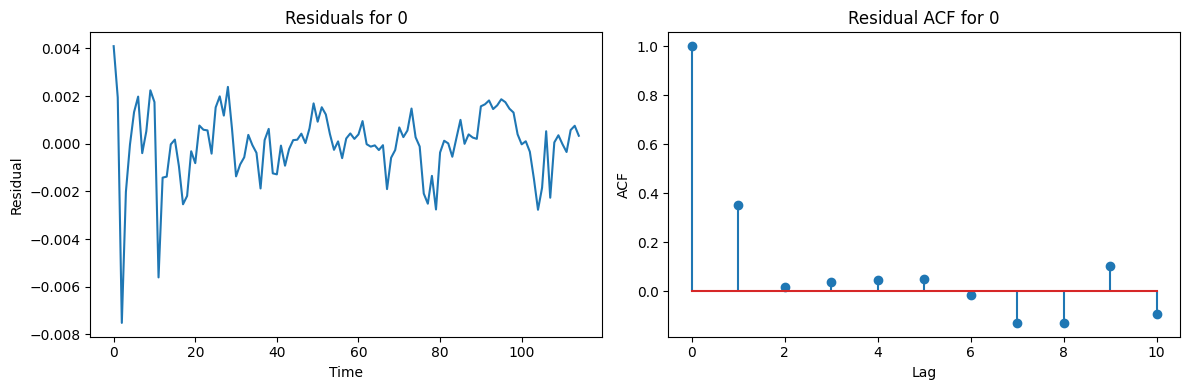 Residuals for 0
Residual
0.004
0.002
0.000
−0.002
−0.004
−0.006
−0.008
0 20 40 60 80 100
Time
Residual ACF for 0
ACF
1.0
0.8
0.6
0.4
0.2
0.0
0 2 4 6 8 10
Lag